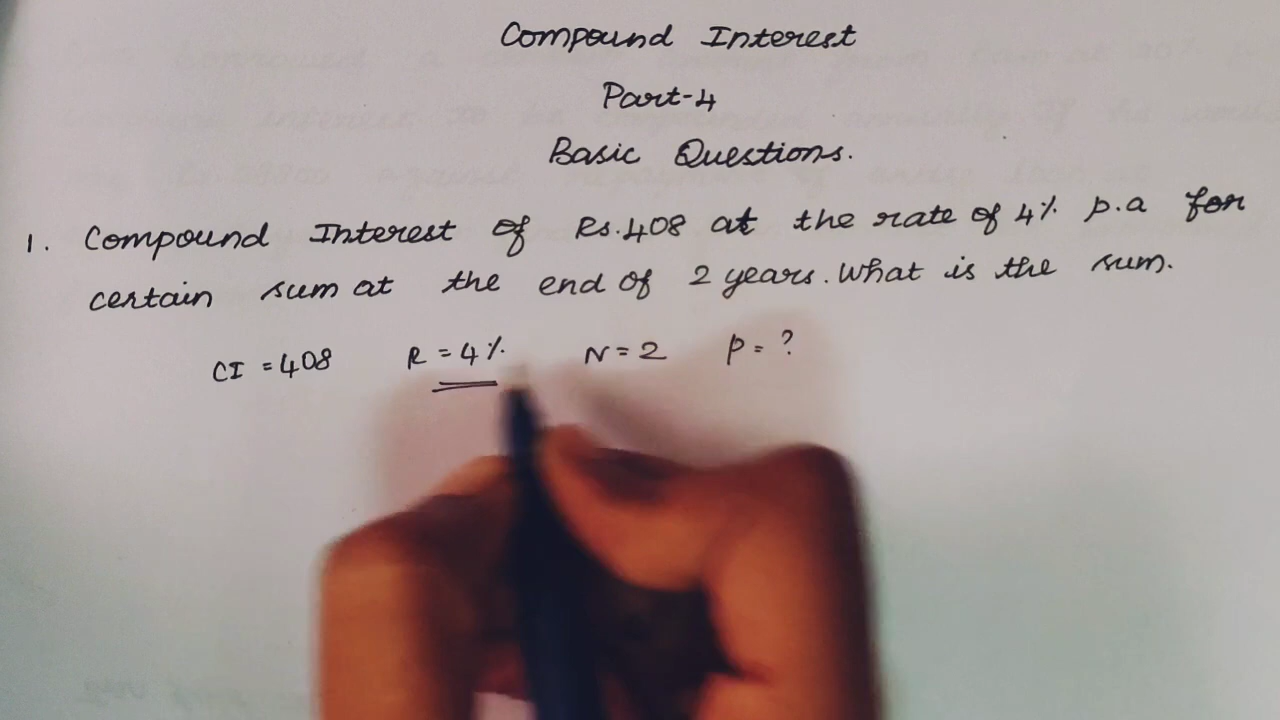 Compound Interest
Part-4
Basic Questions.
1. Compound Interest of Rs.408 at the rate of 4% p.a for
certain sum at the end of 2 years. What is the sum.
CI = 408 R = 4% N = 2 P = ?